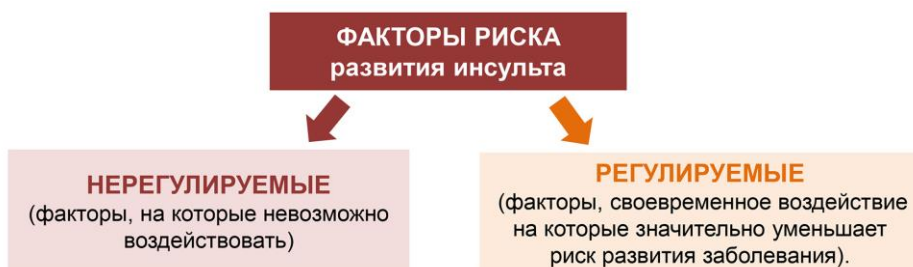 ФАКТОРЫ РИСКА
развития инсульта
НЕРЕГУЛИРУЕМЫЕ
(факторы, на которые невозможно
воздействовать)
РЕГУЛИРУЕМЫЕ
(факторы, своевременное воздействие
на которые значительно уменьшает
риск развития заболевания).